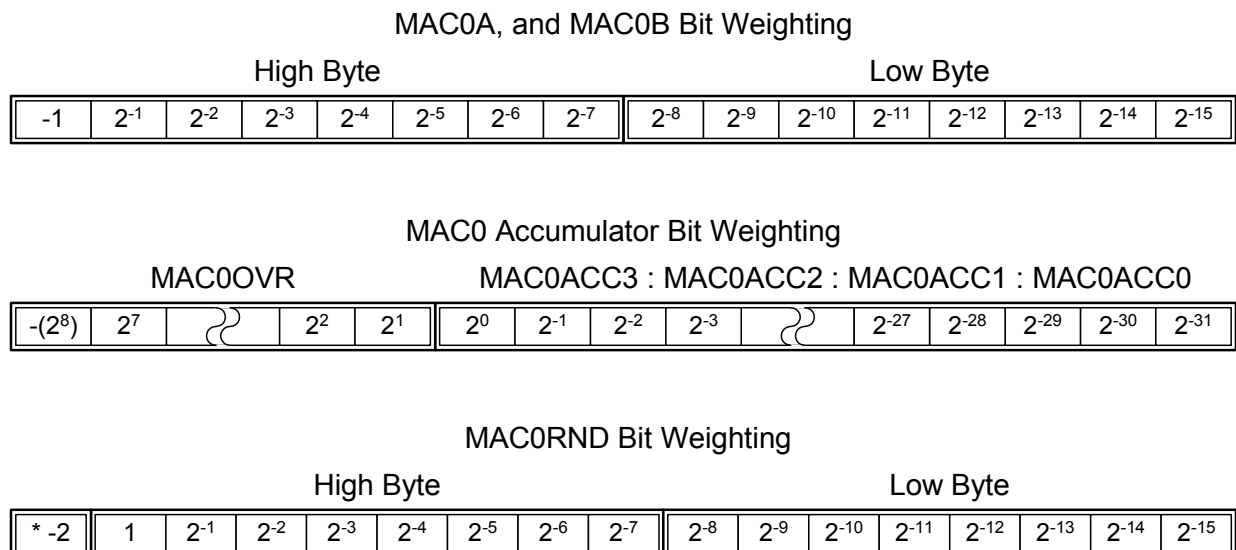 MAC0A, and MAC0B Bit Weighting
High Byte Low Byte
-1 2⁻¹ 2⁻² 2⁻³ 2⁻⁴ 2⁻⁵ 2⁻⁶ 2⁻⁷ 2⁻⁸ 2⁻⁹ 2⁻¹⁰ 2⁻¹¹ 2⁻¹² 2⁻¹³ 2⁻¹⁴ 2⁻¹⁵
MAC0 Accumulator Bit Weighting
MAC0OVR MAC0ACC3 : MAC0ACC2 : MAC0ACC1 : MAC0ACC0
-(2⁸) 2⁷ 2² 2¹ 2⁰ 2⁻¹ 2⁻² 2⁻³ 2⁻²⁷ 2⁻²⁸ 2⁻²⁹ 2⁻³⁰ 2⁻³¹
MAC0RND Bit Weighting
High Byte Low Byte
* -2 1 2⁻¹ 2⁻² 2⁻³ 2⁻⁴ 2⁻⁵ 2⁻⁶ 2⁻⁷ 2⁻⁸ 2⁻⁹ 2⁻¹⁰ 2⁻¹¹ 2⁻¹² 2⁻¹³ 2⁻¹⁴ 2⁻¹⁵